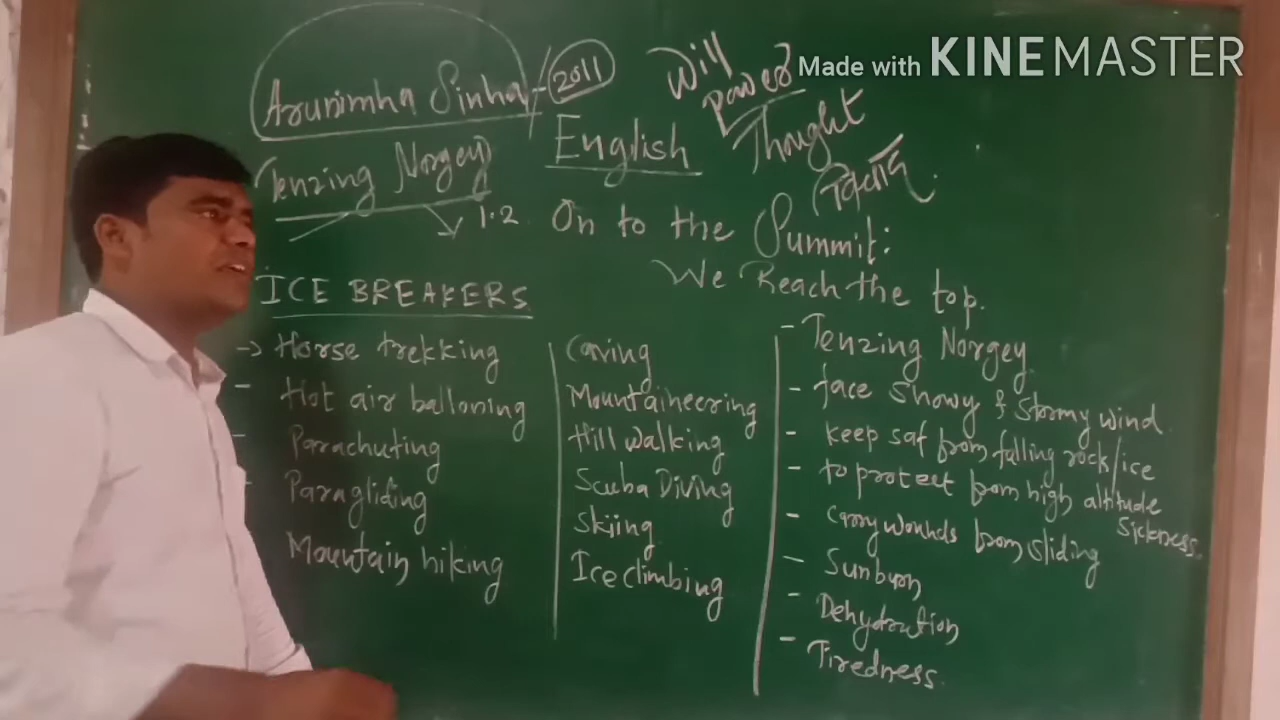 Made with KINEMASTER
Arunimha Sinha - 2011
Will
power
Thought
Tenzing Norgey
English
1.2 On to the Summit:
We Reach the top.
ICE BREAKERS
-> Horse trekking
- Hot air balloning
- Parachuting
- Paragliding
Mountain hiking
Caving
Mountaineering
Hill walking
Scuba Diving
Skiing
Ice climbing
- Tenzing Norgey
- face Snowy & stormy wind
- keep saf from falling rock/ice
- to protect from high altitude
Sickness.
- Carry wounds from sliding
- Sunburn
- Dehydration
- Tiredness.